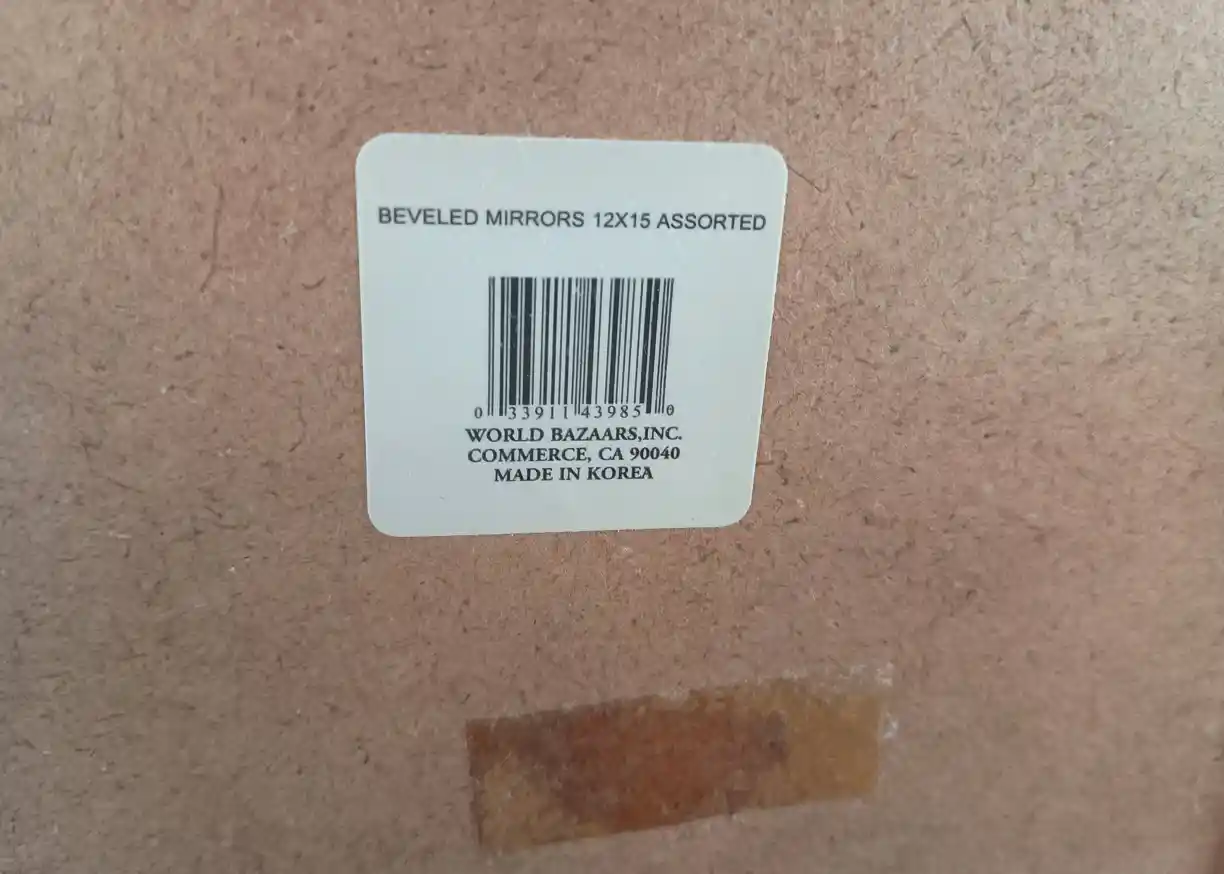 BEVELED MIRRORS 12X15 ASSORTED
0 33911 43985 0
WORLD BAZAARS,INC.
COMMERCE, CA 90040
MADE IN KOREA